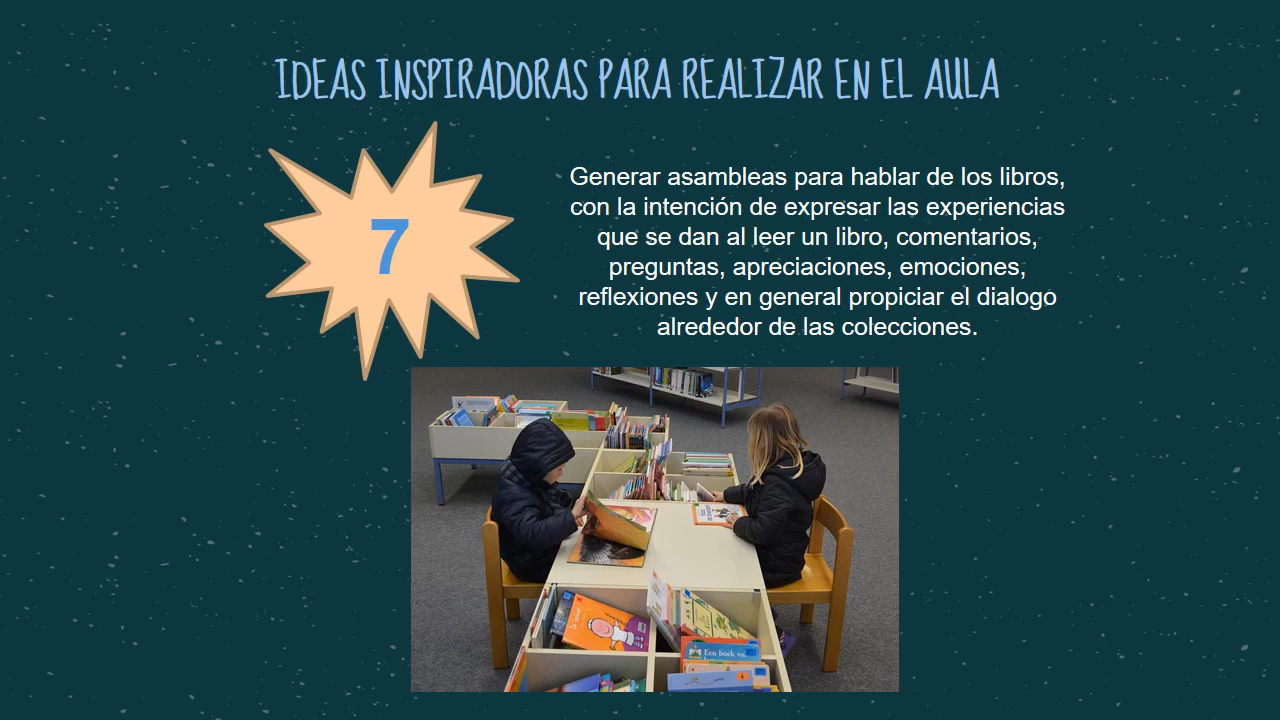 IDEAS INSPIRADORAS PARA REALIZAR EN EL AULA
7
Generar asambleas para hablar de los libros,
con la intención de expresar las experiencias
que se dan al leer un libro, comentarios,
preguntas, apreciaciones, emociones,
reflexiones y en general propiciar el dialogo
alrededor de las colecciones.
Een boek vo